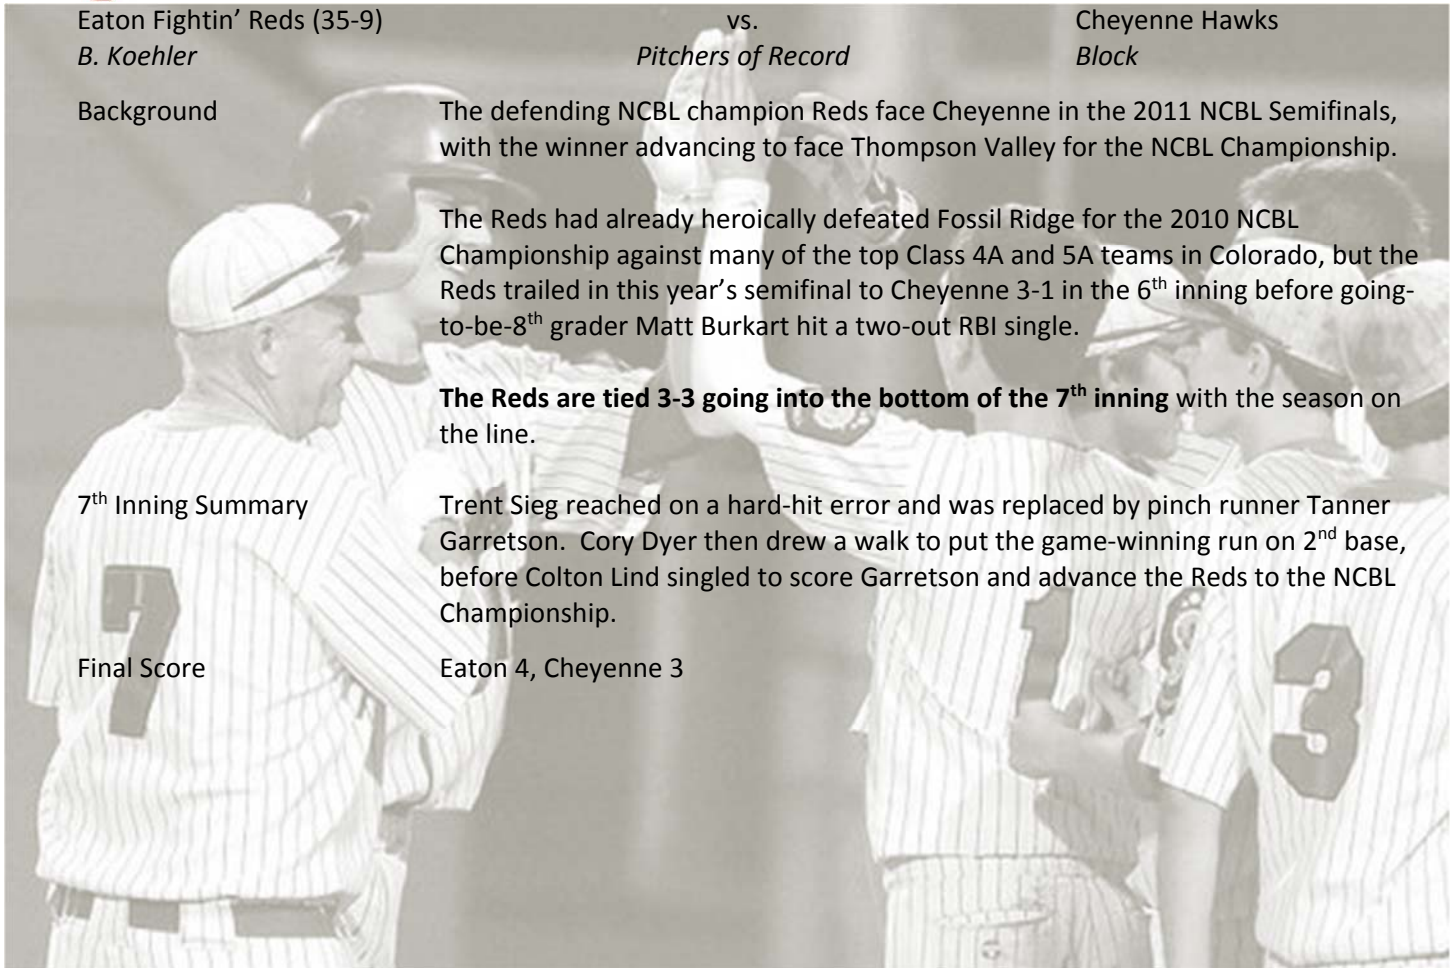 Eaton Fightin’ Reds (35-9) vs. Cheyenne Hawks
B. Koehler Pitchers of Record Block
Background The defending NCBL champion Reds face Cheyenne in the 2011 NCBL Semifinals,
with the winner advancing to face Thompson Valley for the NCBL Championship.
The Reds had already heroically defeated Fossil Ridge for the 2010 NCBL
Championship against many of the top Class 4A and 5A teams in Colorado, but the
Reds trailed in this year’s semifinal to Cheyenne 3-1 in the 6th inning before going-
to-be-8th grader Matt Burkart hit a two-out RBI single.
The Reds are tied 3-3 going into the bottom of the 7th inning with the season on
the line.
7th Inning Summary Trent Sieg reached on a hard-hit error and was replaced by pinch runner Tanner
Garretson. Cory Dyer then drew a walk to put the game-winning run on 2nd base,
before Colton Lind singled to score Garretson and advance the Reds to the NCBL
Championship.
Final Score Eaton 4, Cheyenne 3
7
1
3